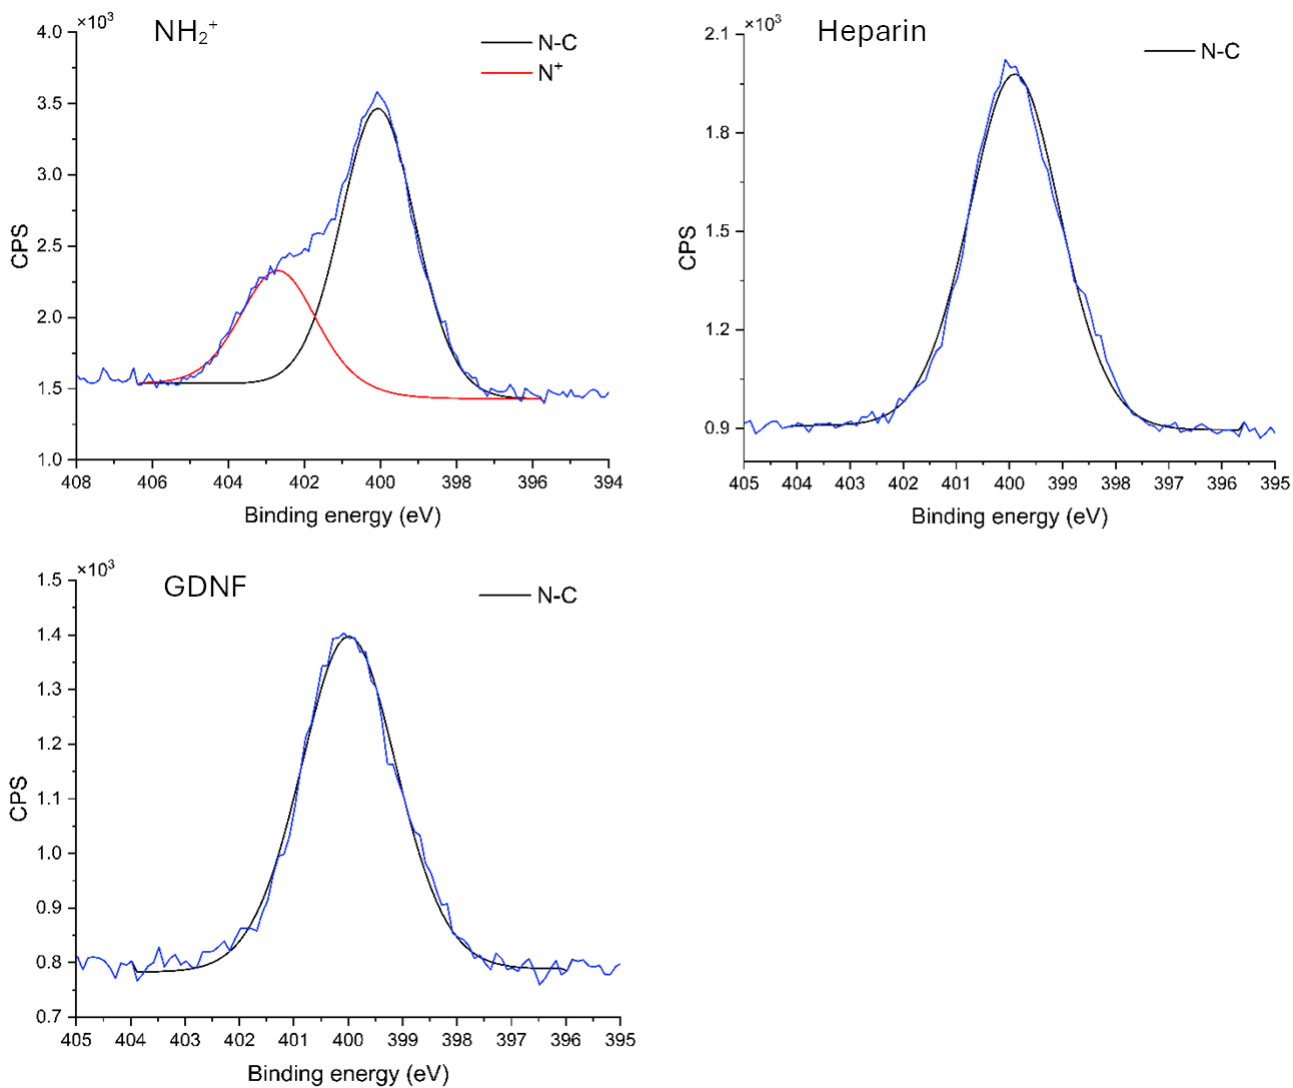 ×10³
NH₂⁺
N-C
N⁺
4.0
3.5
3.0
2.5
2.0
1.5
1.0
CPS
408 406 404 402 400 398 396 394
Binding energy (eV)
×10³
Heparin
N-C
2.1
1.8
1.5
1.2
0.9
CPS
405 404 403 402 401 400 399 398 397 396 395
Binding energy (eV)
×10³
GDNF
N-C
1.5
1.4
1.3
1.2
1.1
1.0
0.9
0.8
0.7
CPS
405 404 403 402 401 400 399 398 397 396 395
Binding energy (eV)